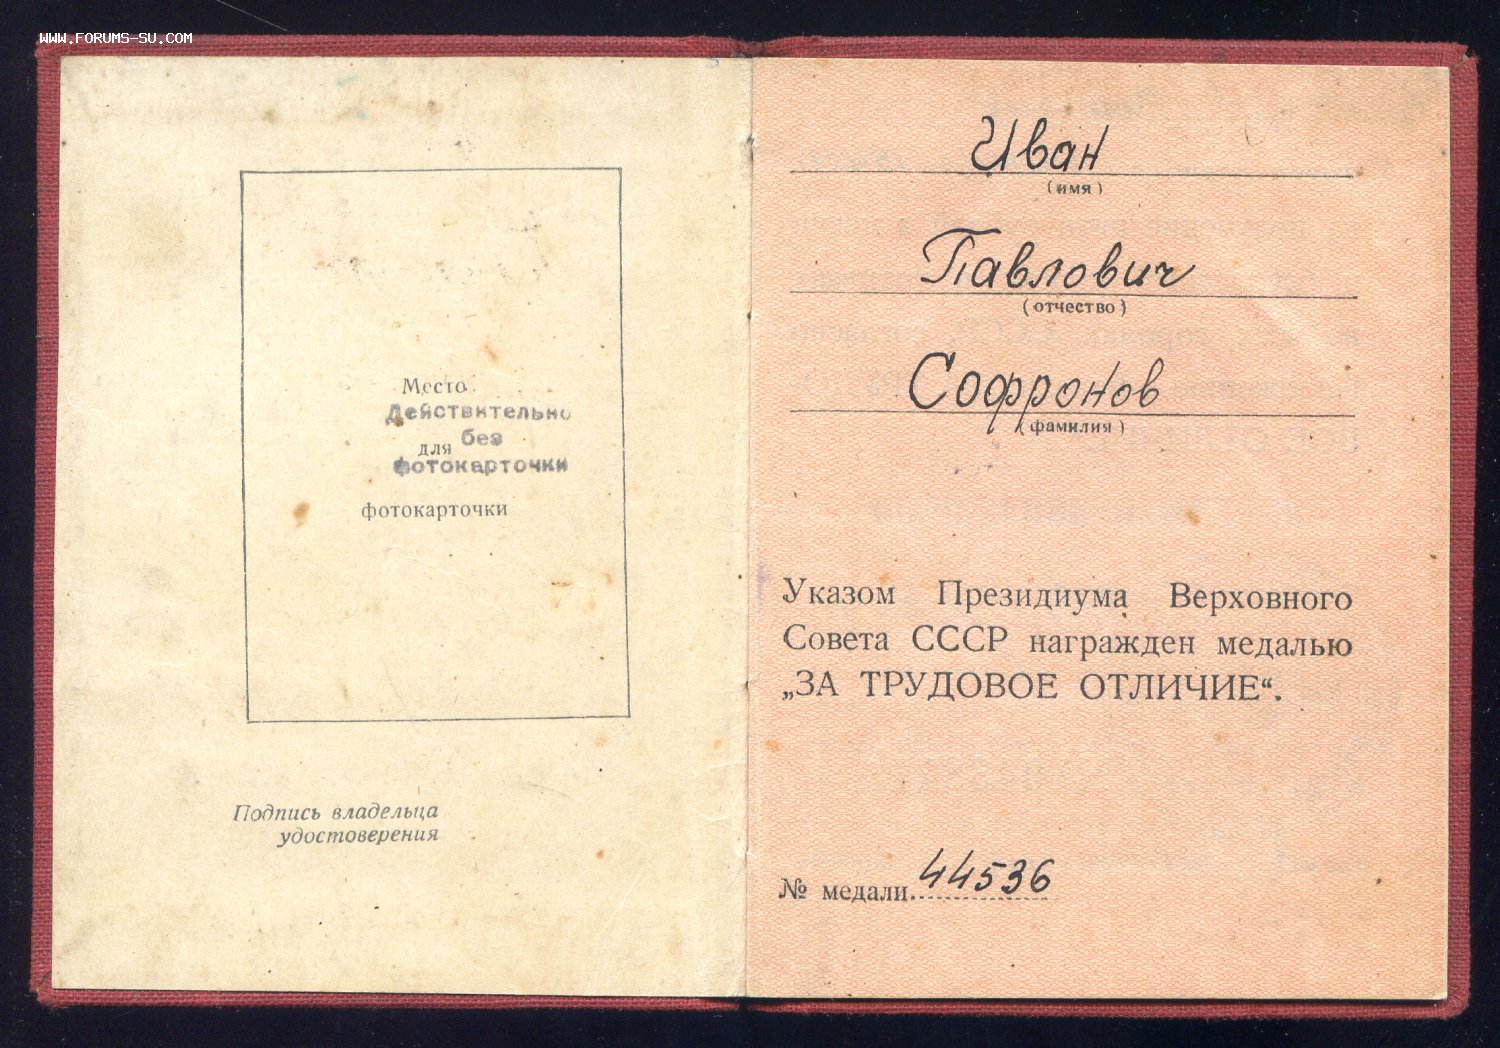 WWW.FORUMS-SU.COM
Место
Действительно
для без
фотокарточки
фотокарточки
Подпись владельца
удостоверения
Иван
(имя)
Павлович
(отчество)
Софронов
(фамилия)
Указом Президиума Верховного
Совета СССР награжден медалью
„ЗА ТРУДОВОЕ ОТЛИЧИЕ“.
№ медали 44536